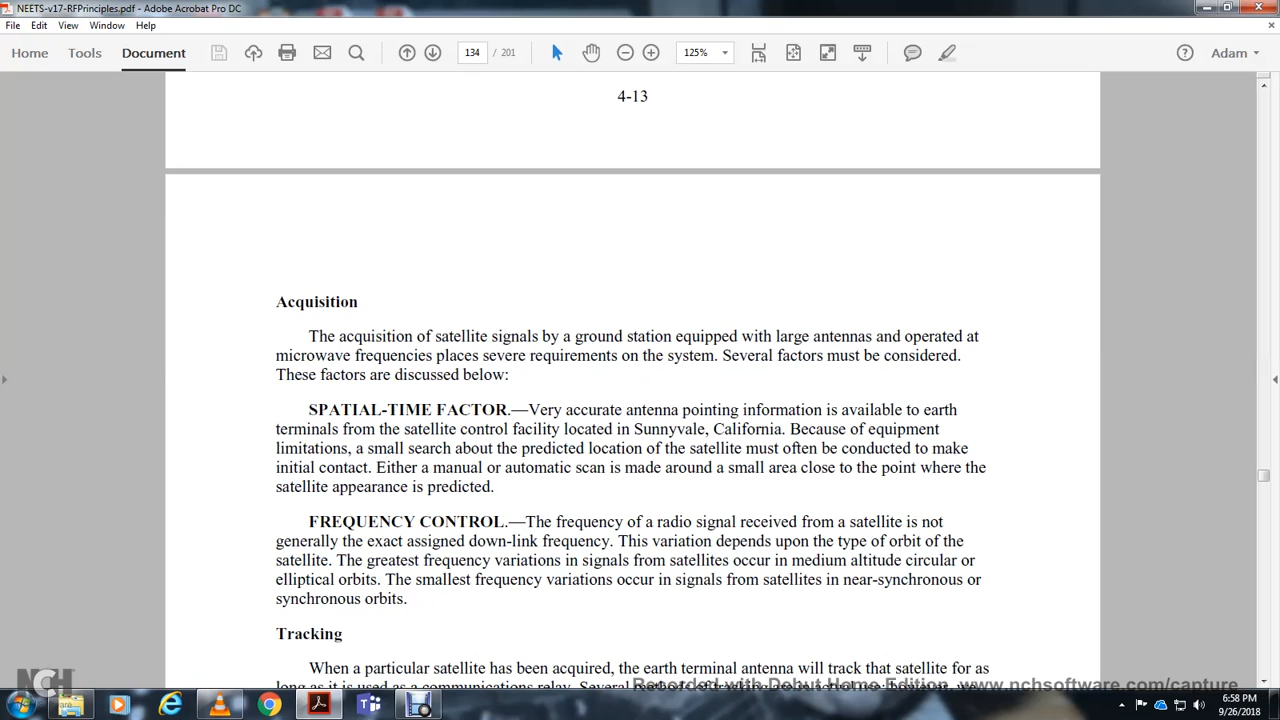 NEETS-v17-RFPrinciples.pdf - Adobe Acrobat Pro DC
File Edit View Window Help
Home Tools Document 134 / 201 125% Adam
4-13
Acquisition
The acquisition of satellite signals by a ground station equipped with large antennas and operated at
microwave frequencies places severe requirements on the system. Several factors must be considered.
These factors are discussed below:
SPATIAL-TIME FACTOR.—Very accurate antenna pointing information is available to earth
terminals from the satellite control facility located in Sunnyvale, California. Because of equipment
limitations, a small search about the predicted location of the satellite must often be conducted to make
initial contact. Either a manual or automatic scan is made around a small area close to the point where the
satellite appearance is predicted.
FREQUENCY CONTROL.—The frequency of a radio signal received from a satellite is not
generally the exact assigned down-link frequency. This variation depends upon the type of orbit of the
satellite. The greatest frequency variations in signals from satellites occur in medium altitude circular or
elliptical orbits. The smallest frequency variations occur in signals from satellites in near-synchronous or
synchronous orbits.
Tracking
When a particular satellite has been acquired, the earth terminal antenna will track that satellite for as
long as it is used as a communications relay. Several
Recorded with Debut Home Edition www.nchsoftware.com/capture
NCH
ware
6:58 PM
9/26/2018